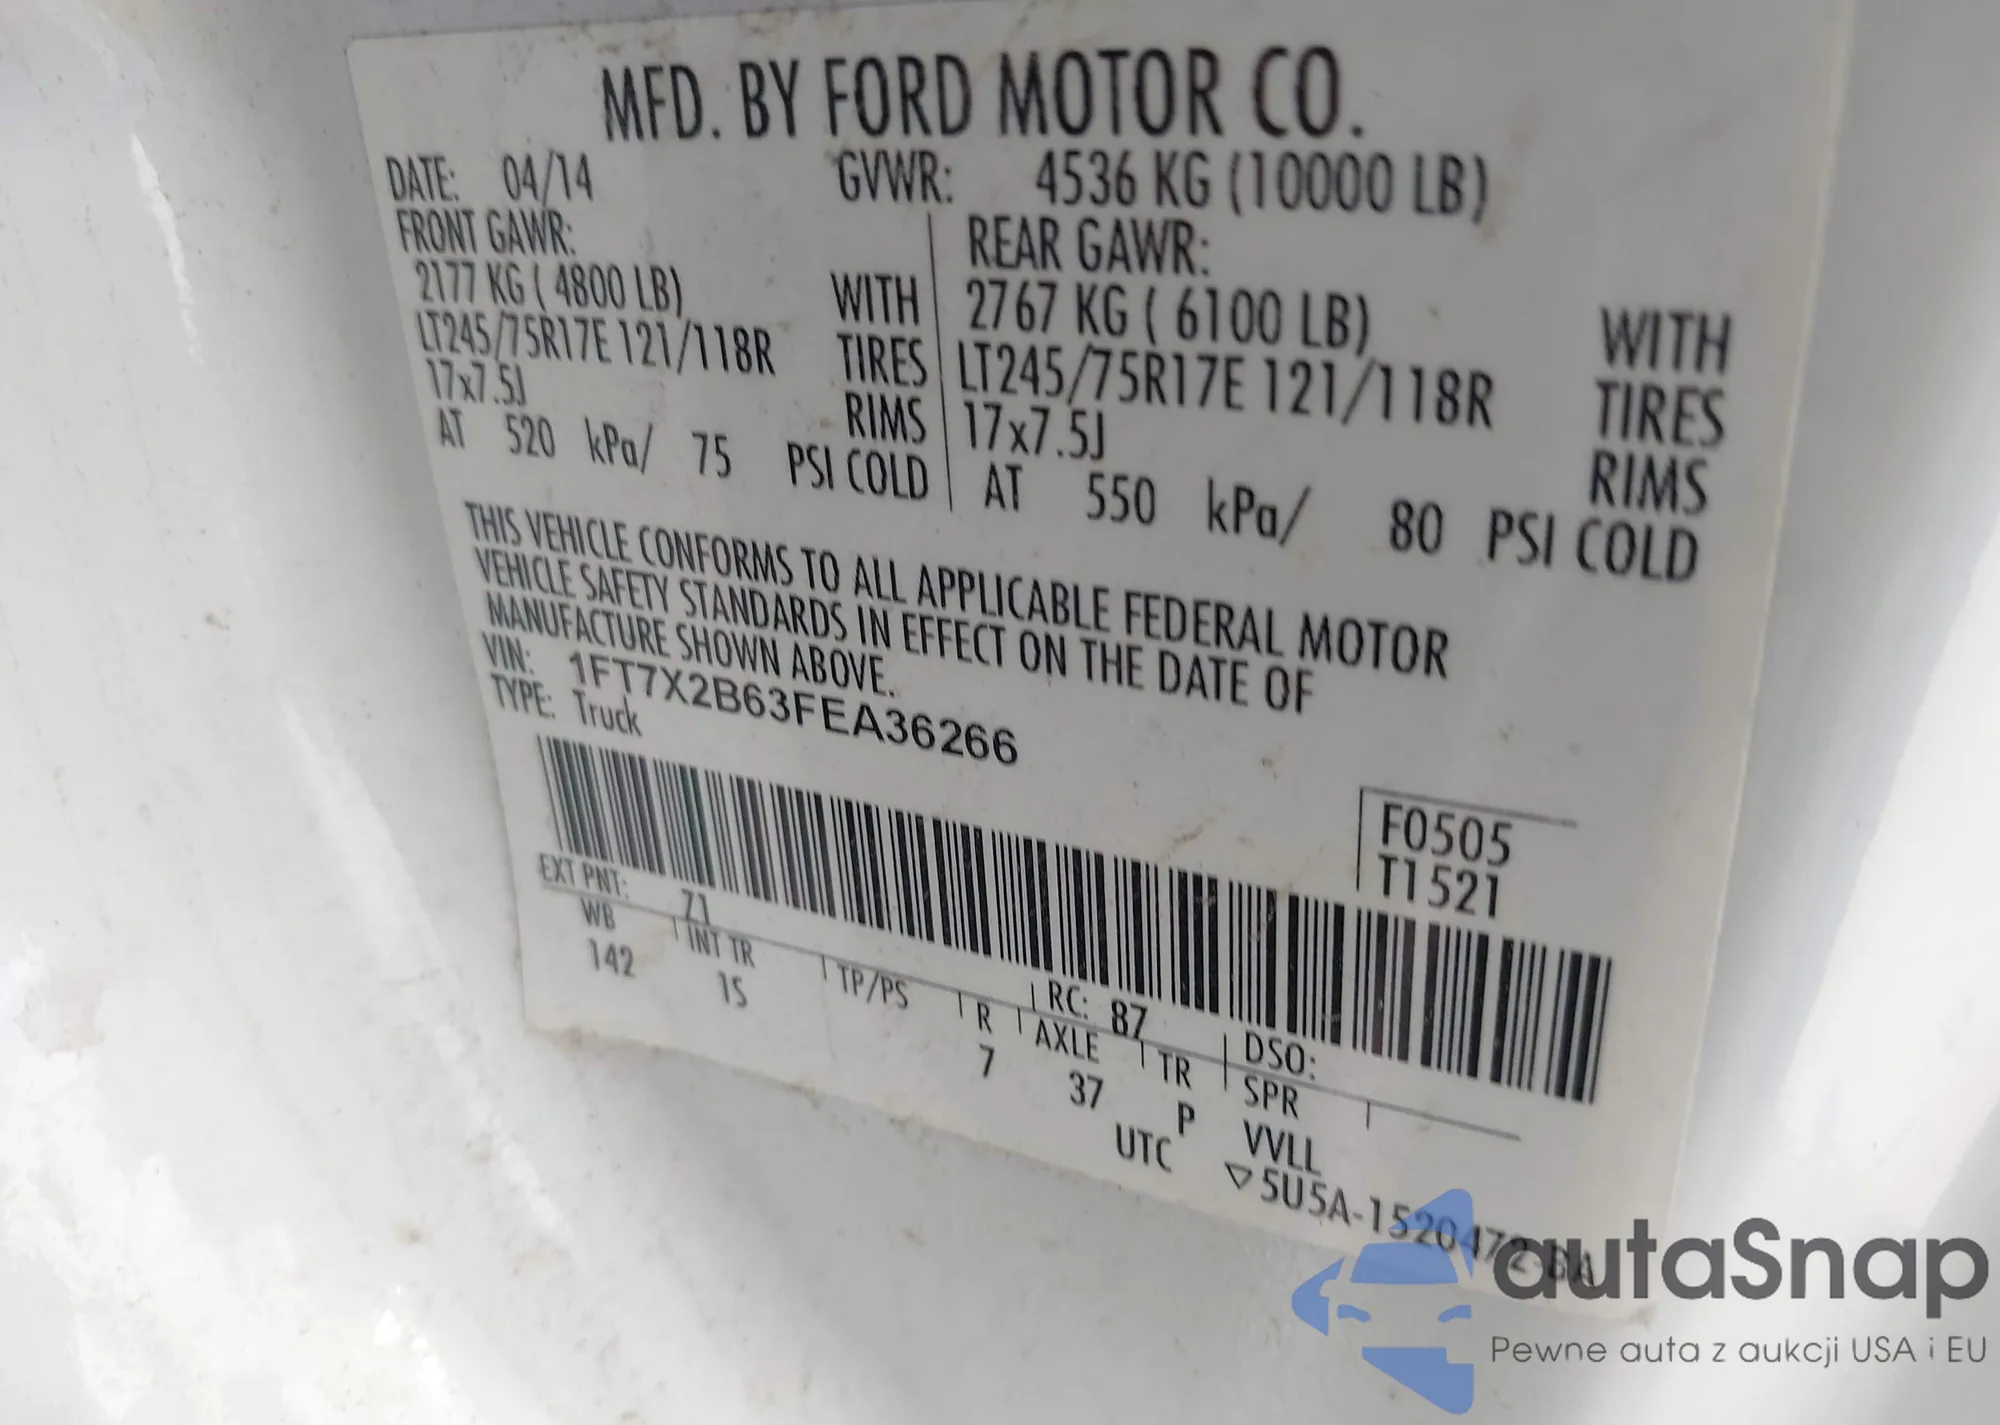 MFD. BY FORD MOTOR CO.
DATE: 04/14 GVWR: 4536 KG (10000 LB)
FRONT GAWR: REAR GAWR:
2177 KG ( 4800 LB) WITH 2767 KG ( 6100 LB) WITH
LT245/75R17E 121/118R TIRES LT245/75R17E 121/118R TIRES
17x7.5J RIMS 17x7.5J RIMS
AT 520 kPa/ 75 PSI COLD AT 550 kPa/ 80 PSI COLD
THIS VEHICLE CONFORMS TO ALL APPLICABLE FEDERAL MOTOR
VEHICLE SAFETY STANDARDS IN EFFECT ON THE DATE OF
MANUFACTURE SHOWN ABOVE.
VIN: 1FT7X2B63FEA36266
TYPE: Truck
F0505
T1521
EXT PNT: Z1 RC: 87 DSO:
WB INT TR TP/PS R AXLE TR SPR
142 1S 7 37 P VVLL
UTC ▽5U5A-1520472-BA
autaSnap
Pewne auta z aukcji USA i EU